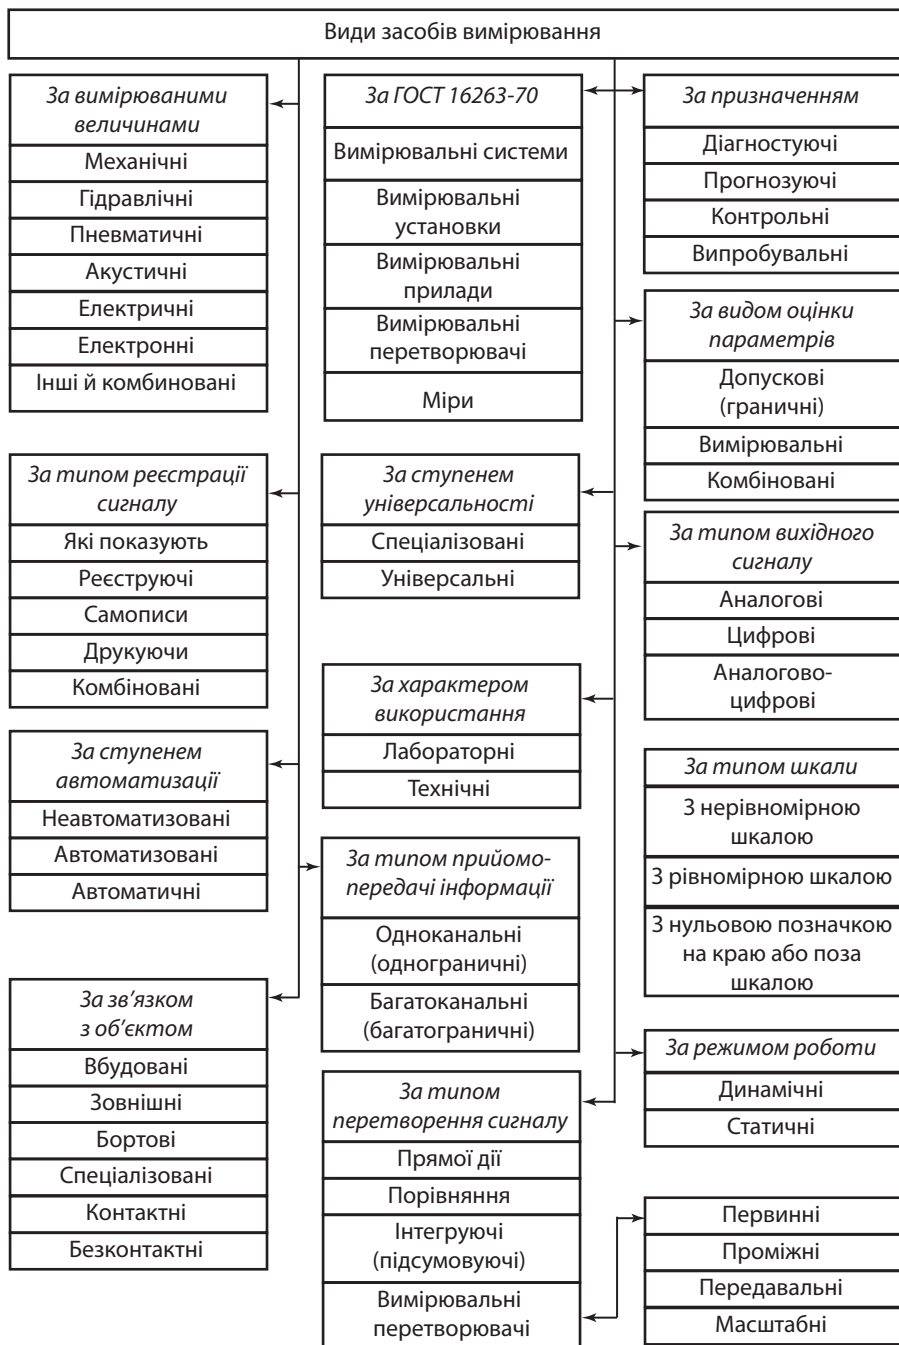 Види засобів вимірювання
За вимірюваними
величинами
Механічні
Гідравлічні
Пневматичні
Акустичні
Електричні
Електронні
Інші й комбиновані
За типом реєстрації
сигналу
Які показують
Реєструючі
Самописи
Друкуючи
Комбіновані
За ступенем
автоматизації
Неавтоматизовані
Автоматизовані
Автоматичні
За зв’язком
з об’єктом
Вбудовані
Зовнішні
Бортові
Спеціалізовані
Контактні
Безконтактні
За ГОСТ 16263-70
Вимірювальні системи
Вимірювальні
установки
Вимірювальні
прилади
Вимірювальні
перетворювачі
Міри
За ступенем
універсальності
Спеціалізовані
Універсальні
За характером
використання
Лабораторні
Технічні
За типом прийомо-
передачі інформації
Одноканальні
(однограничні)
Багатоканальні
(багатограничні)
За типом
перетворення сигналу
Прямої дії
Порівняння
Інтегруючі
(підсумовуючі)
Вимірювальні
перетворювачі
За призначенням
Діагностуючі
Прогнозуючі
Контрольні
Випробувальні
За видом оцінки
параметрів
Допускові
(граничні)
Вимірювальні
Комбіновані
За типом вихідного
сигналу
Аналогові
Цифрові
Аналогово-
цифрові
За типом шкали
З нерівномірною
шкалою
З рівномірною шкалою
З нульовою позначкою
на краю або поза
шкалою
За режимом роботи
Динамічні
Статичні
Первинні
Проміжні
Передавальні
Масштабні